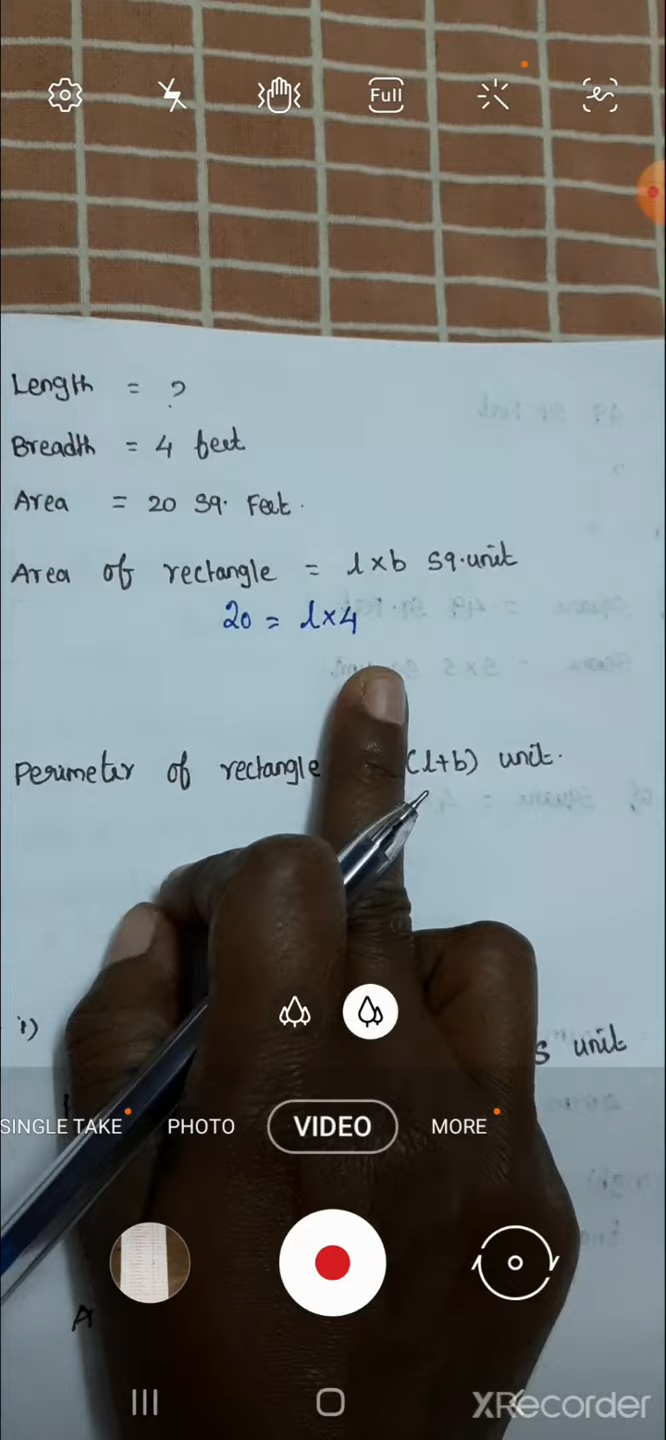 Full
Length = ?
Breadth = 4 feet
Area = 20 Sq. Feet.
Area of rectangle = l×b sq.unit
20 = l×4
Perimeter of rectangle (l+b) unit.
i) s unit
SINGLE TAKE PHOTO VIDEO MORE
A
XRecorder